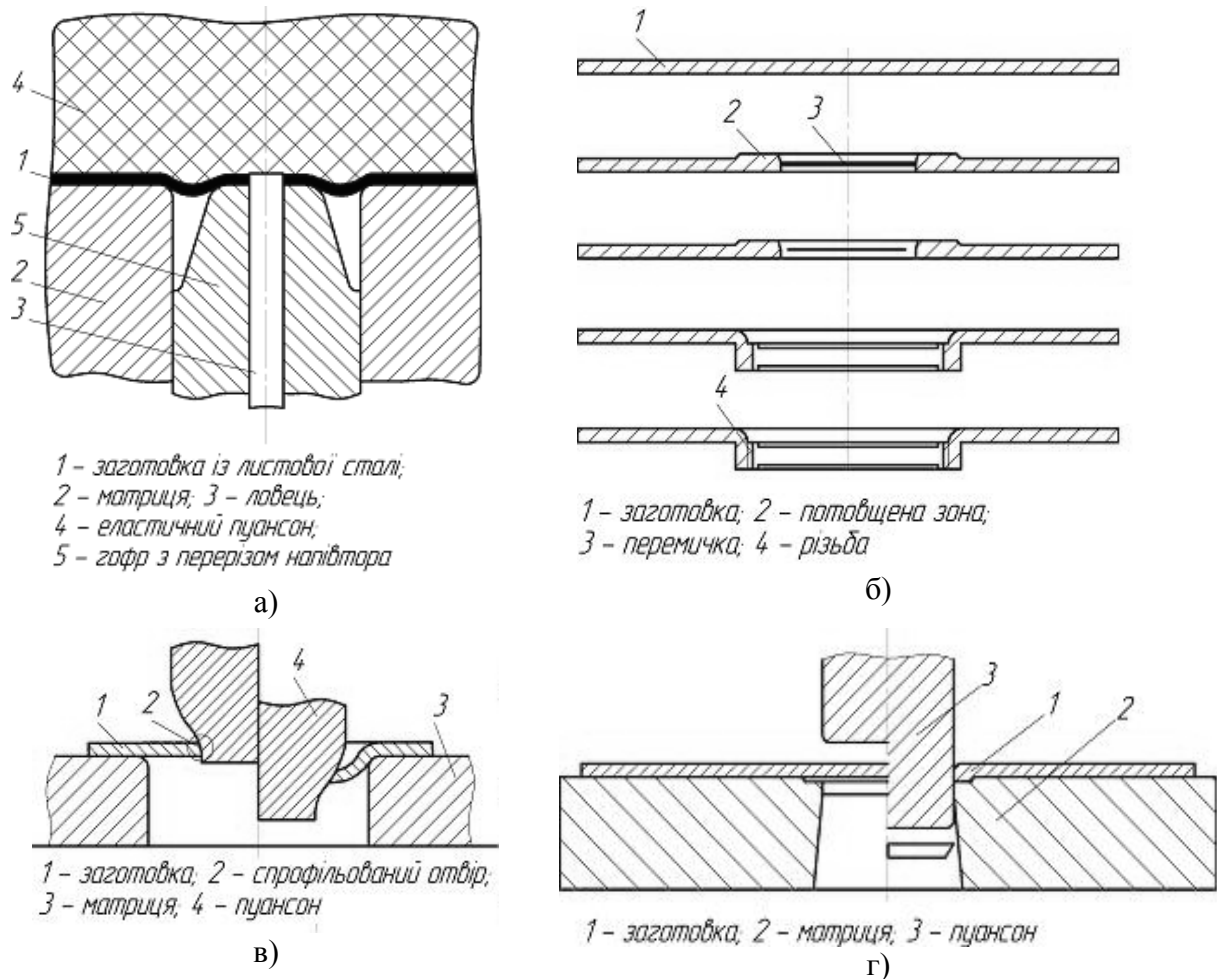 4
1
5
2
3
1 – заготовка із листової сталі;
2 – матриця; 3 – ловець;
4 – еластичний пуансон;
5 – гофр з перерізом напівтора
а)
1
2
3
4
1 – заготовка; 2 – потовщена зона;
3 – перемичка; 4 – різьба
б)
1
2
4
3
1 – заготовка, 2 – спрофільований отвір;
3 – матриця, 4 – пуансон
в)
3
1
2
1 – заготовка, 2 – матриця, 3 – пуансон
г)